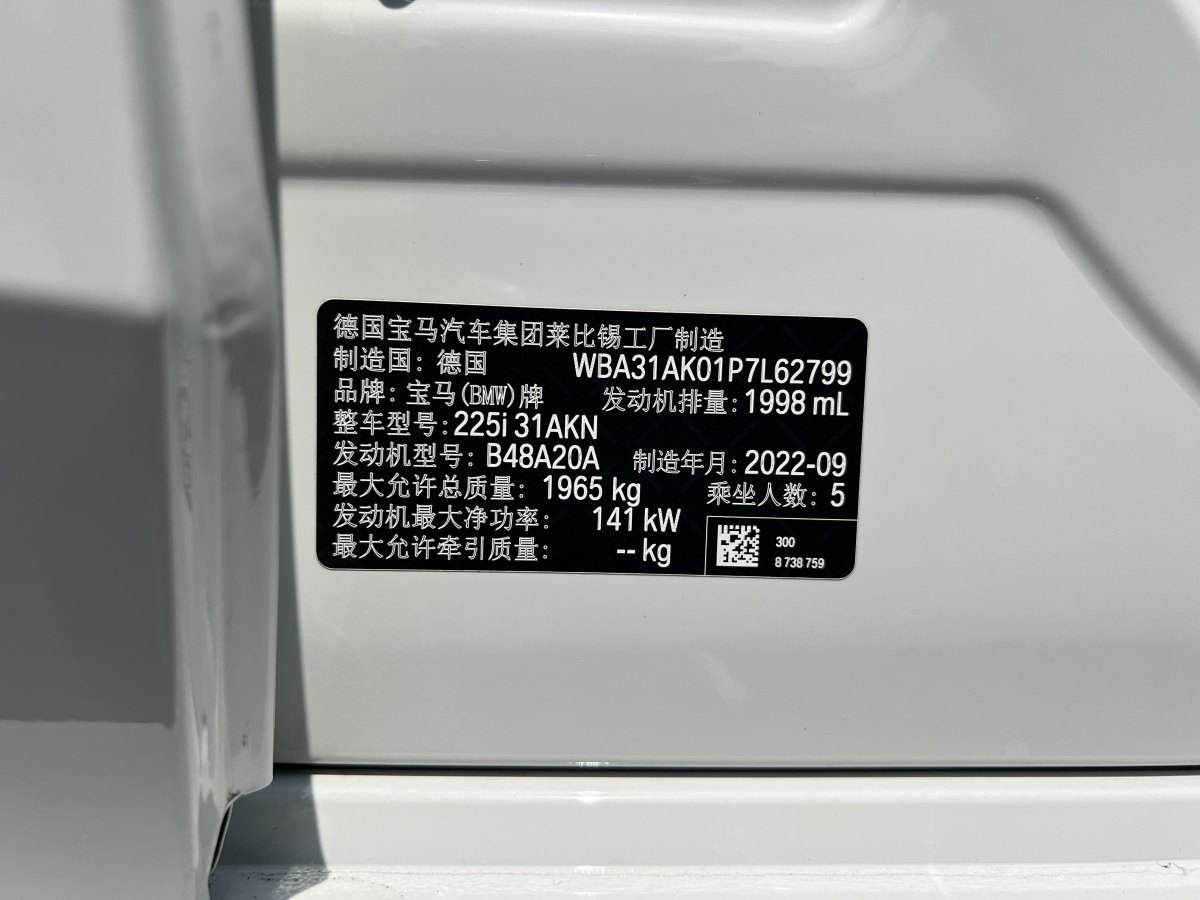 德国宝马汽车集团莱比锡工厂制造
制造国：德国 WBA31AK01P7L62799
品牌：宝马(BMW)牌 发动机排量：1998 mL
整车型号：225i 31AKN
发动机型号：B48A20A 制造年月：2022-09
最大允许总质量：1965 kg 乘坐人数：5
发动机最大净功率：141 kW
最大允许牵引质量：-- kg
300
8 738 759